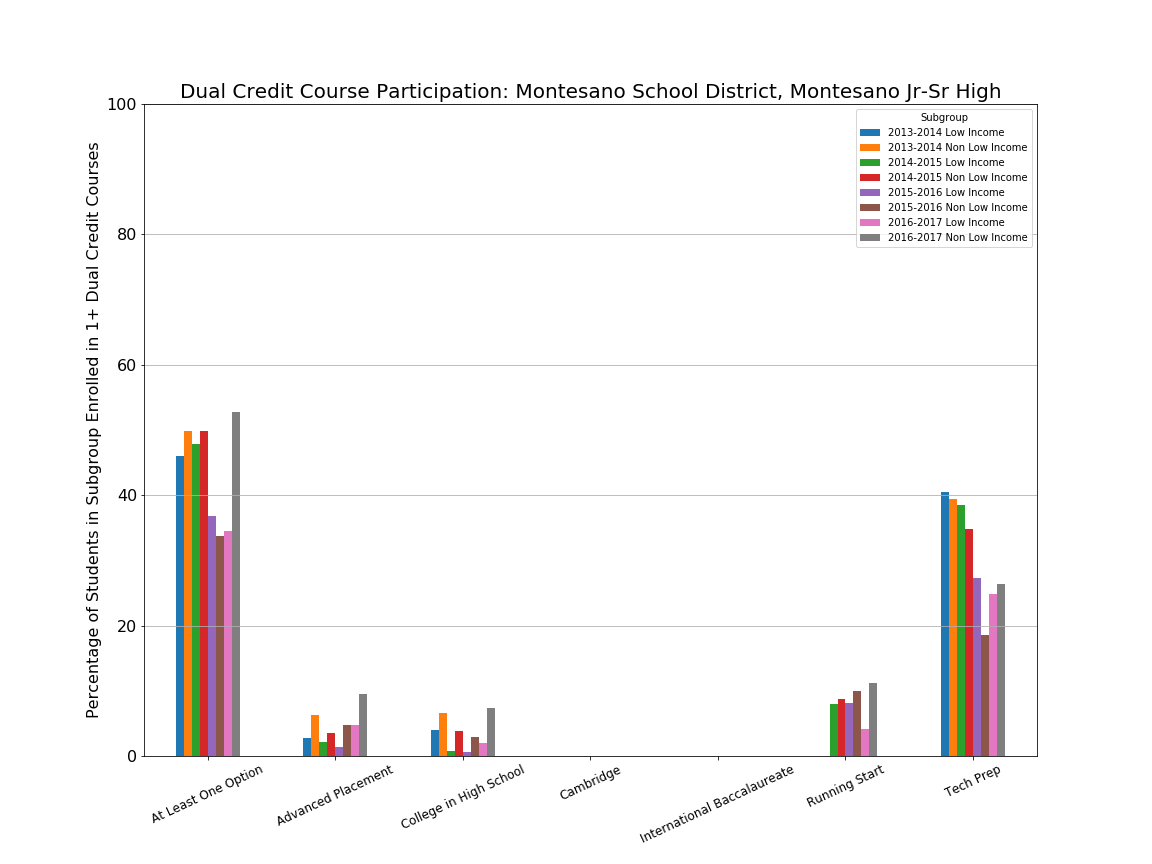 Dual Credit Course Participation: Montesano School District, Montesano Jr-Sr High
Percentage of Students in Subgroup Enrolled in 1+ Dual Credit Courses
100
80
60
40
20
0
Subgroup
2013-2014 Low Income
2013-2014 Non Low Income
2014-2015 Low Income
2014-2015 Non Low Income
2015-2016 Low Income
2015-2016 Non Low Income
2016-2017 Low Income
2016-2017 Non Low Income
At Least One Option
Advanced Placement
College in High School
Cambridge
International Baccalaureate
Running Start
Tech Prep